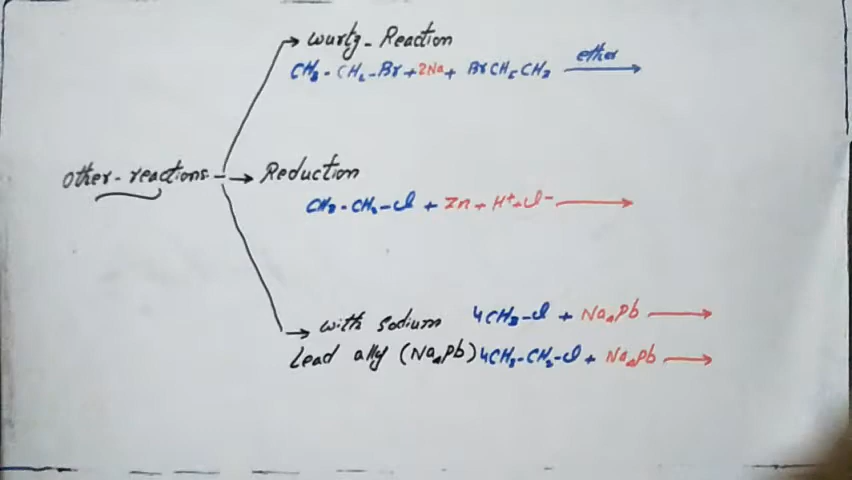 Wurtz-Reaction
CH₃-CH₂-Br+2Na+ BrCH₂CH₃ ether →
Other-reactions → Reduction
CH₃-CH₂-Cl + Zn + H⁺+Cl⁻ →
with sodium 4CH₃-Cl + Na₄Pb →
Lead ally (Na₄Pb) 4CH₃-CH₂-Cl + Na₄Pb →